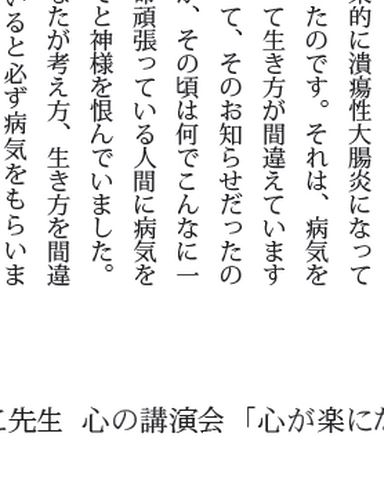 業的に潰瘍性大腸炎になって
たのです。それは、病気を
て生き方が間違えています
て、そのお知らせだったの
、その頃は何でこんなに一
命頑張っている人間に病気を
と神様を恨んでいました。
なたが考え方、生き方を間違
いると必ず病気をもらいま
先生 心の講演会 「心が楽にな